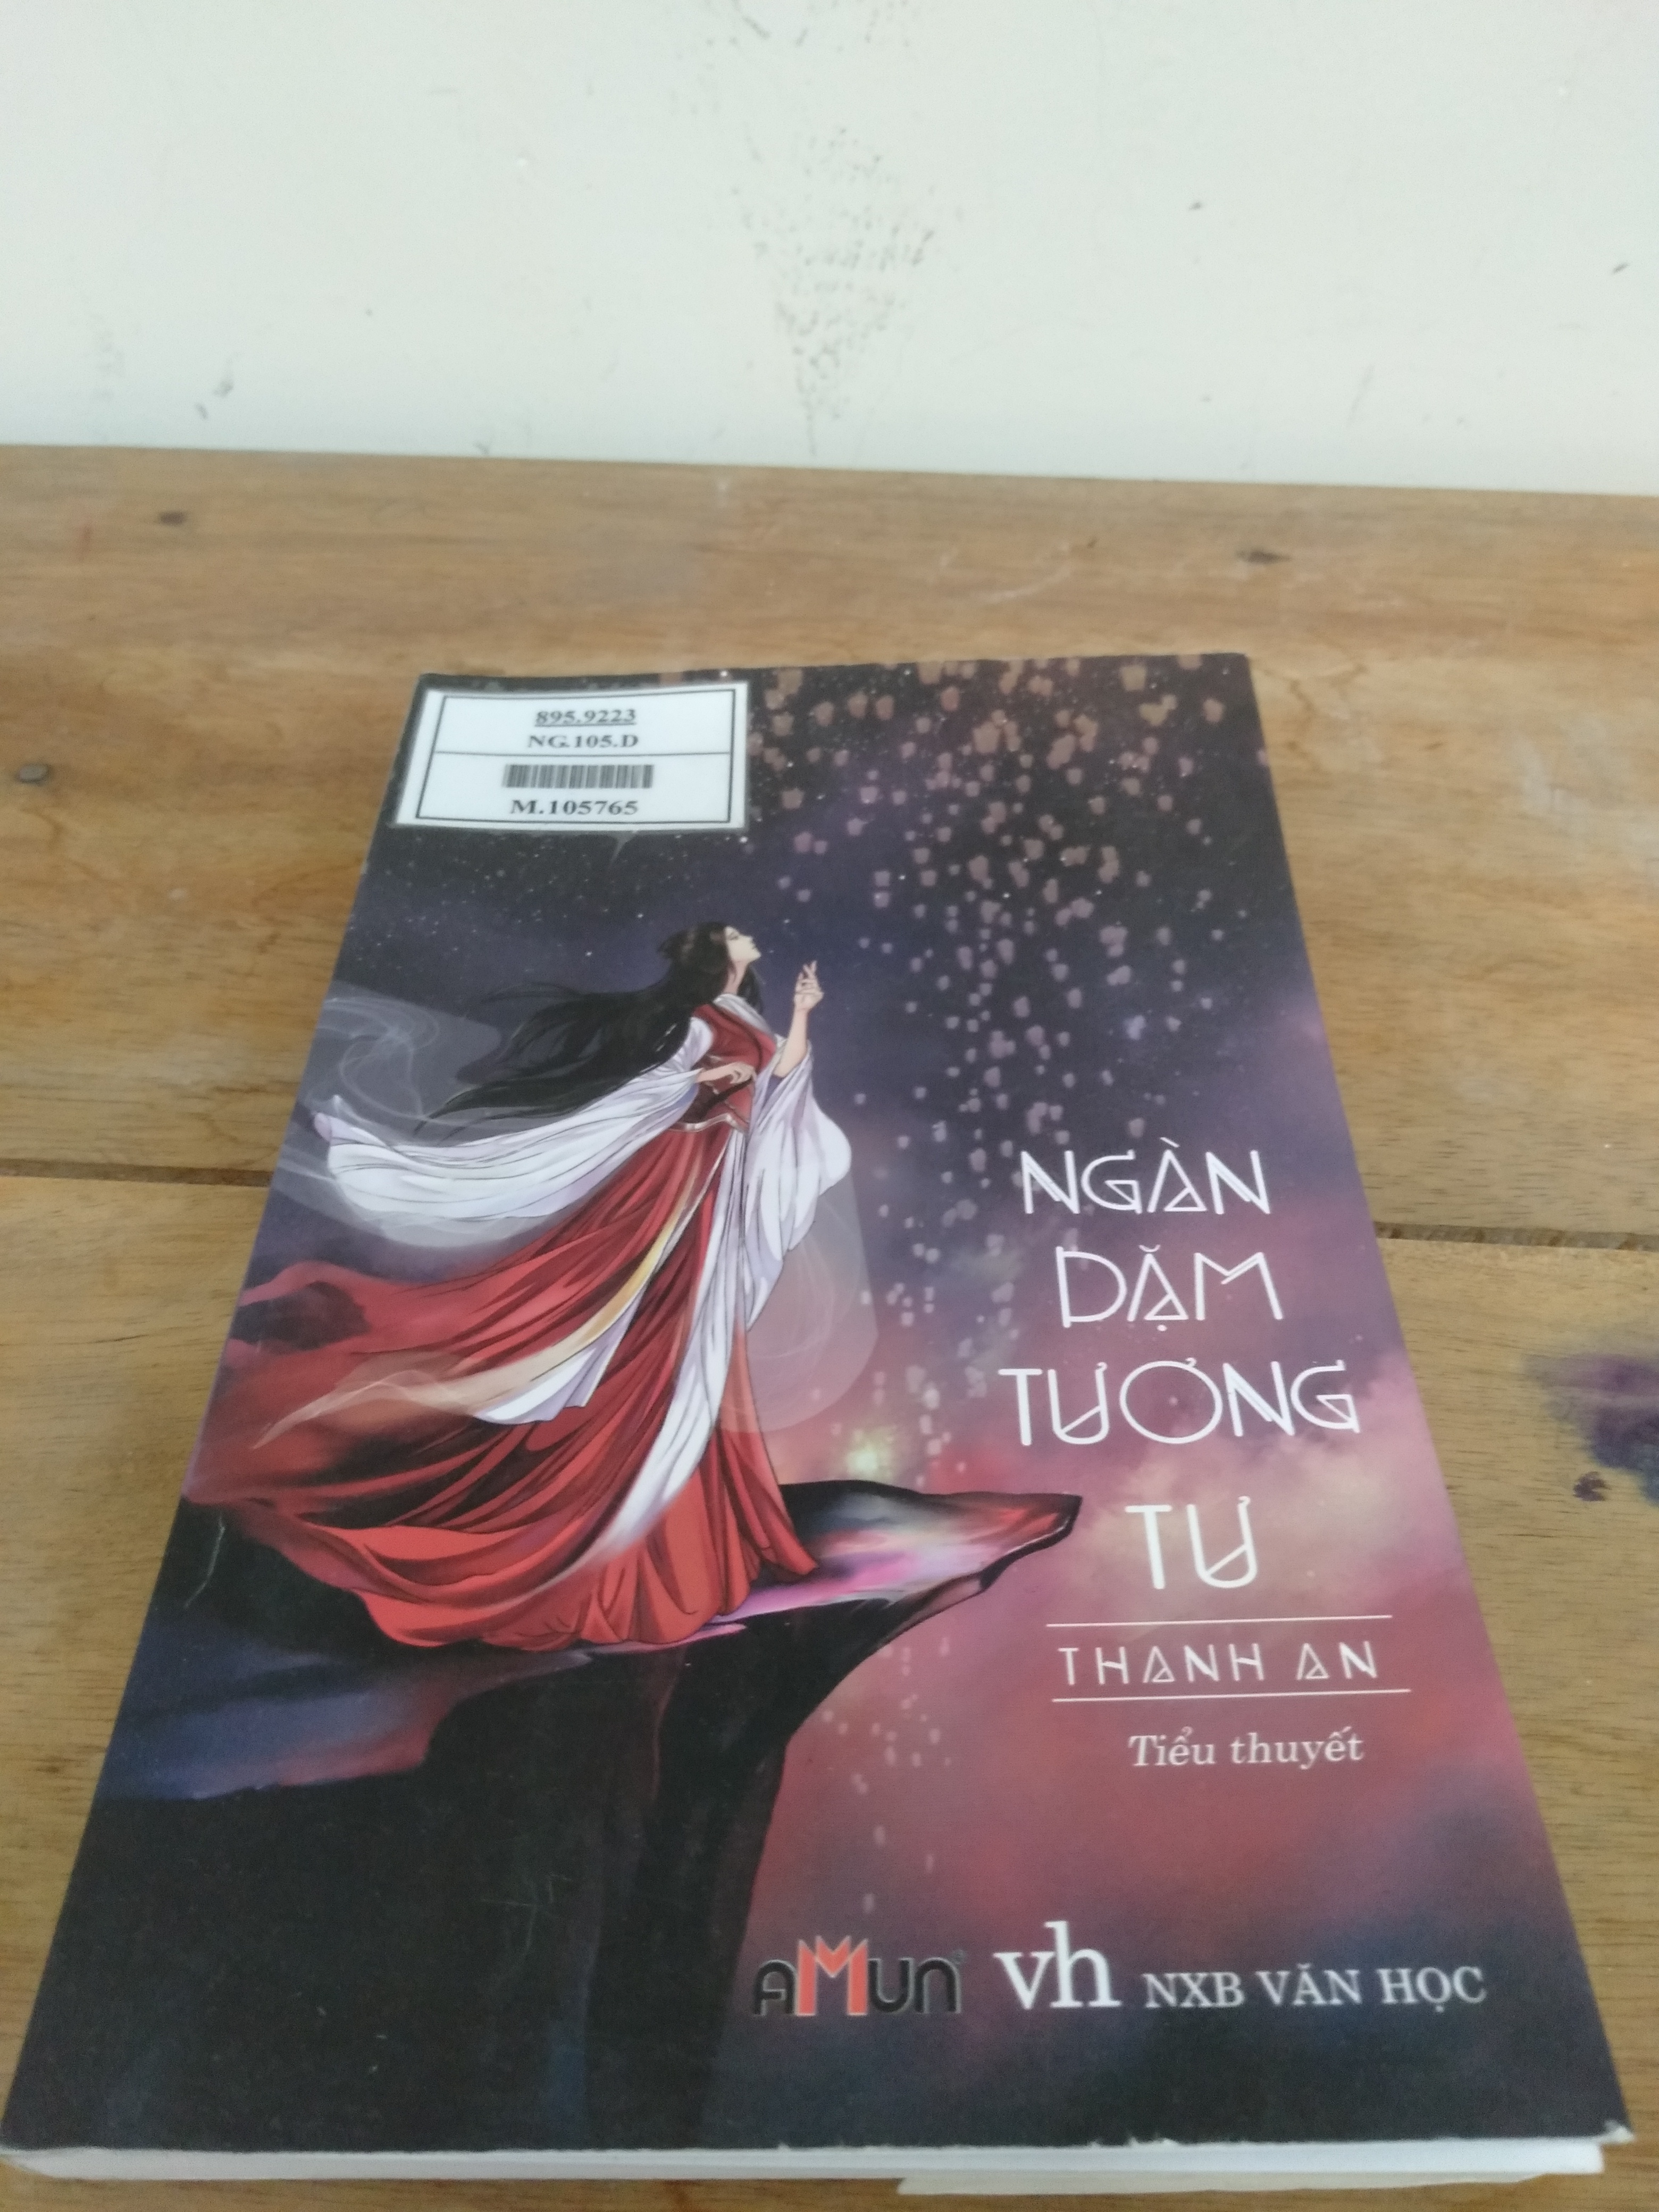 895.9223
NG.105.D
M.105765
NGÀN
DẶM
TƯƠNG
TƯ
THANH AN
Tiểu thuyết
AMUN vh NXB VĂN HỌC